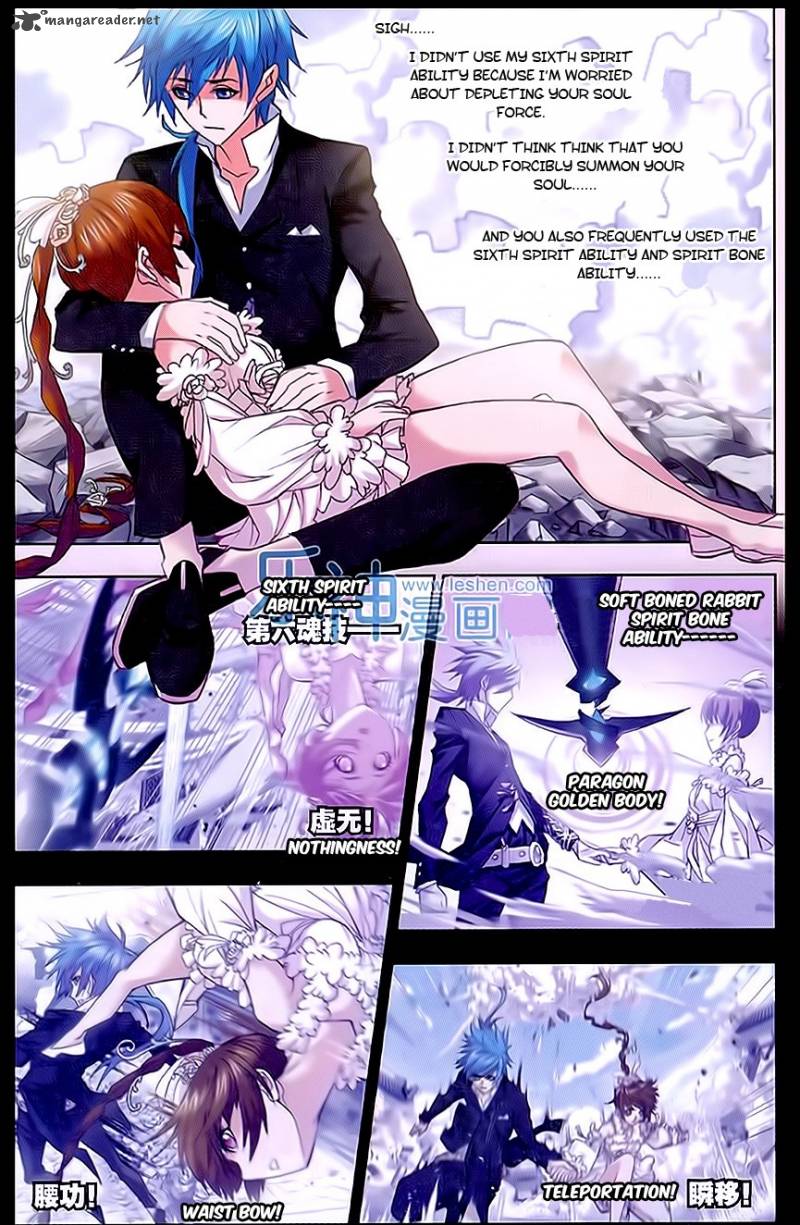 mangareader.net
SIGH......
I DIDN'T USE MY SIXTH SPIRIT
ABILITY BECAUSE I'M WORRIED
ABOUT DEPLETING YOUR SOUL
FORCE.
I DIDN'T THINK THINK THAT YOU
WOULD FORCIBLY SUMMON YOUR
SOUL......
AND YOU ALSO FREQUENTLY USED THE
SIXTH SPIRIT ABILITY AND SPIRIT BONE
ABILITY......
www.leshen.com
神漫画
SIXTH SPIRIT
ABILITY----
第六魂技——
虚无!
NOTHINGNESS!
SOFT BONED RABBIT
SPIRIT BONE
ABILITY------
PARAGON
GOLDEN BODY!
腰功!
WAIST BOW!
TELEPORTATION!
瞬移!